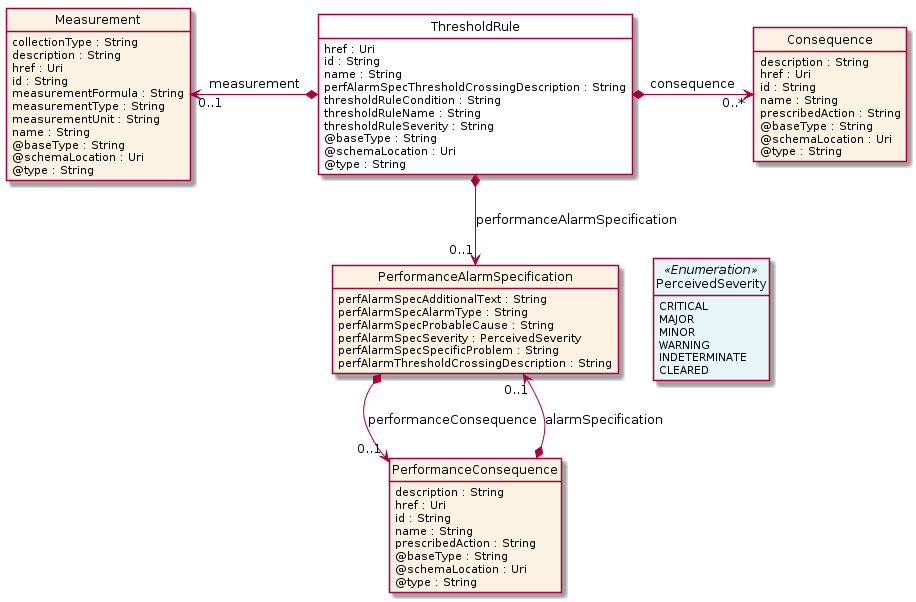 Measurement
collectionType : String
description : String
href : Uri
id : String
measurementFormula : String
measurementType : String
measurementUnit : String
name : String
@baseType : String
@schemaLocation : Uri
@type : String
measurement
0..1
ThresholdRule
href : Uri
id : String
name : String
perfAlarmSpecThresholdCrossingDescription : String
thresholdRuleCondition : String
thresholdRuleName : String
thresholdRuleSeverity : String
@baseType : String
@schemaLocation : Uri
@type : String
consequence
0..*
Consequence
description : String
href : Uri
id : String
name : String
prescribedAction : String
@baseType : String
@schemaLocation : Uri
@type : String
performanceAlarmSpecification
0..1
PerformanceAlarmSpecification
perfAlarmSpecAdditionalText : String
perfAlarmSpecAlarmType : String
perfAlarmSpecProbableCause : String
perfAlarmSpecSeverity : PerceivedSeverity
perfAlarmSpecSpecificProblem : String
perfAlarmThresholdCrossingDescription : String
«Enumeration»
PerceivedSeverity
CRITICAL
MAJOR
MINOR
WARNING
INDETERMINATE
CLEARED
0..1
performanceConsequence
alarmSpecification
0..1
PerformanceConsequence
description : String
href : Uri
id : String
name : String
prescribedAction : String
@baseType : String
@schemaLocation : Uri
@type : String